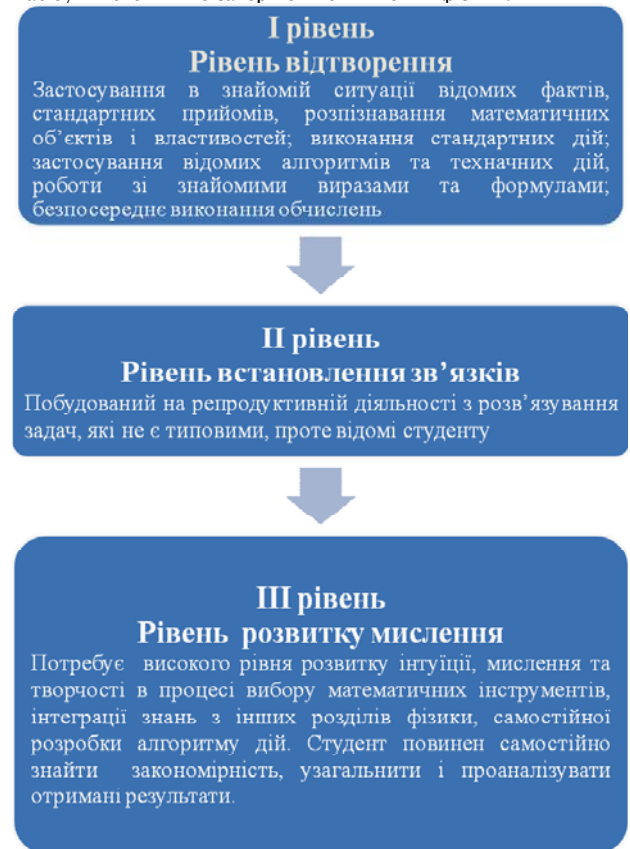 І рівень
Рівень відтворення
Застосування в знайомій ситуації відомих фактів,
стандартних прийомів, розпізнавання математичних
об’єктів і властивостей; виконання стандартних дій;
застосування відомих алгоритмів та техначних дій,
роботи зі знайомими виразами та формулами;
безпосереднє виконання обчислень
ІІ рівень
Рівень встановлення зв’язків
Побудований на репродуктивній діяльності з розв’язування
задач, які не є типовими, проте відомі студенту
ІІІ рівень
Рівень розвитку мислення
Потребує високого рівня розвитку інтуїції, мислення та
творчості в процесі вибору математичних інструментів,
інтеграції знань з інших розділів фізики, самостійної
розробки алгоритму дій. Студент повинен самостійно
знайти закономірність, узагальнити і проаналізувати
отримані результати.